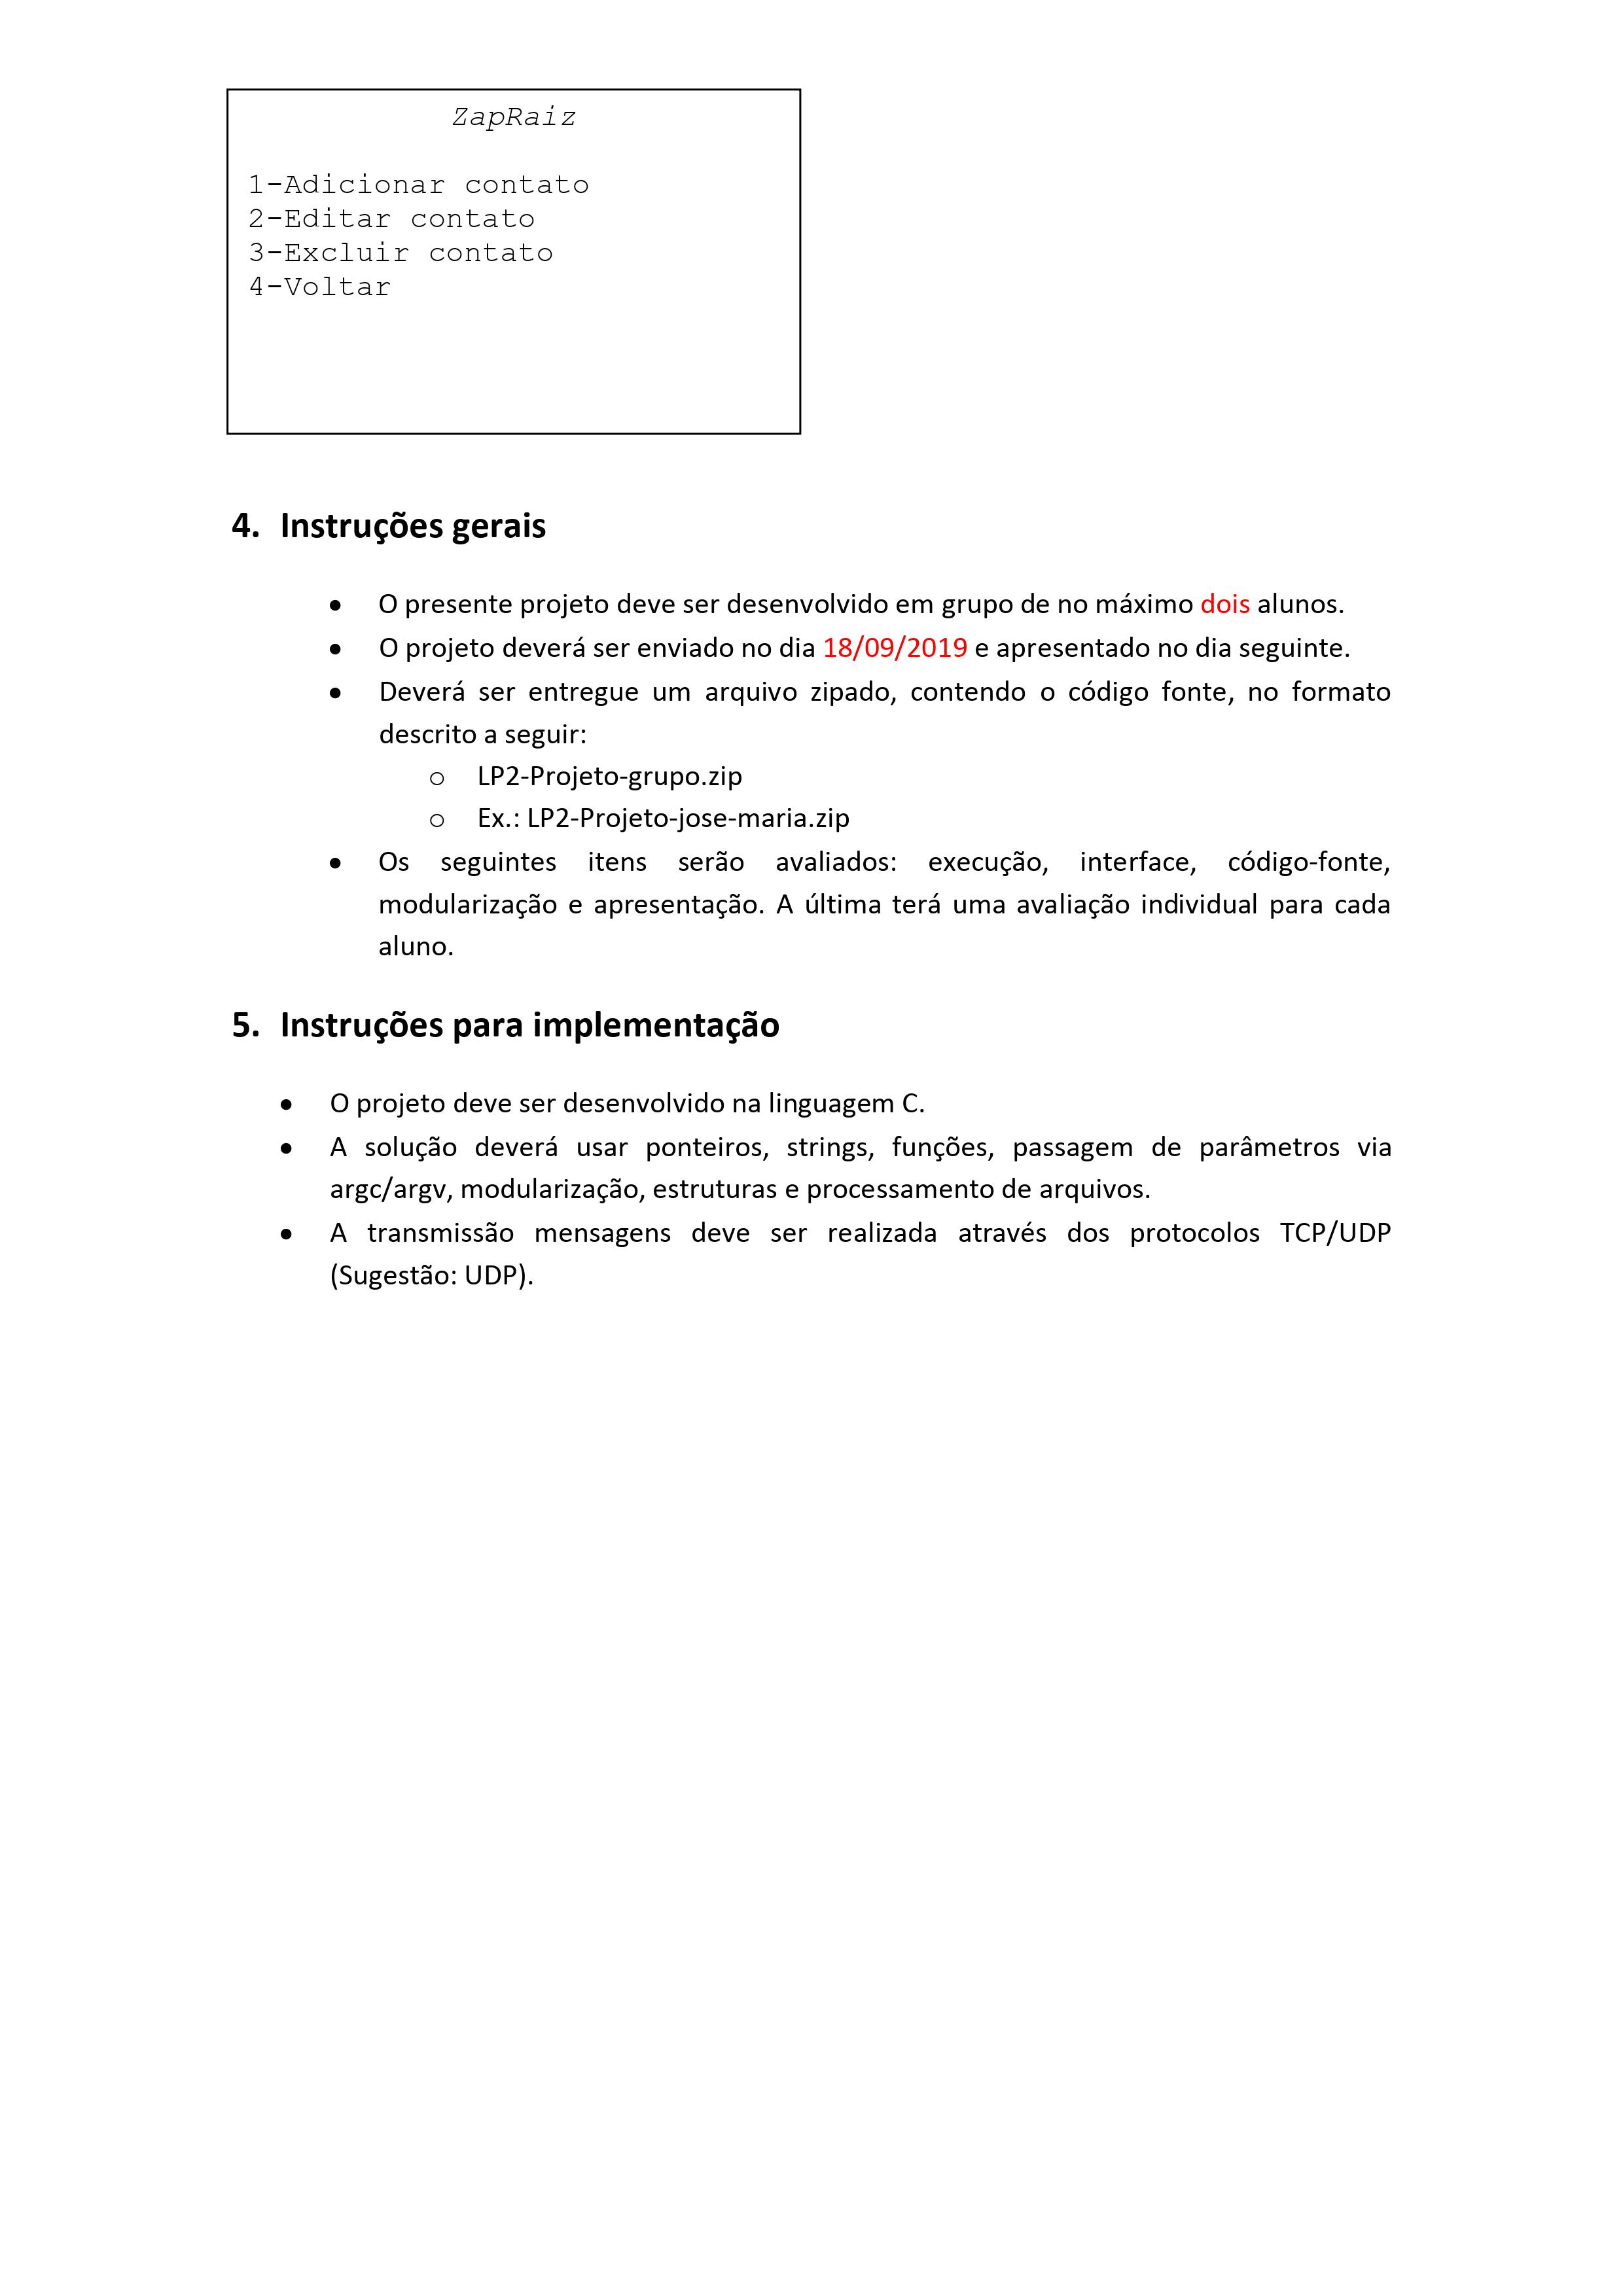 ZapRaiz
1-Adicionar contato
2-Editar contato
3-Excluir contato
4-Voltar
4. Instruções gerais
• O presente projeto deve ser desenvolvido em grupo de no máximo dois alunos.
• O projeto deverá ser enviado no dia 18/09/2019 e apresentado no dia seguinte.
• Deverá ser entregue um arquivo zipado, contendo o código fonte, no formato
descrito a seguir:
o LP2-Projeto-grupo.zip
o Ex.: LP2-Projeto-jose-maria.zip
• Os seguintes itens serão avaliados: execução, interface, código-fonte,
modularização e apresentação. A última terá uma avaliação individual para cada
aluno.
5. Instruções para implementação
• O projeto deve ser desenvolvido na linguagem C.
• A solução deverá usar ponteiros, strings, funções, passagem de parâmetros via
argc/argv, modularização, estruturas e processamento de arquivos.
• A transmissão mensagens deve ser realizada através dos protocolos TCP/UDP
(Sugestão: UDP).